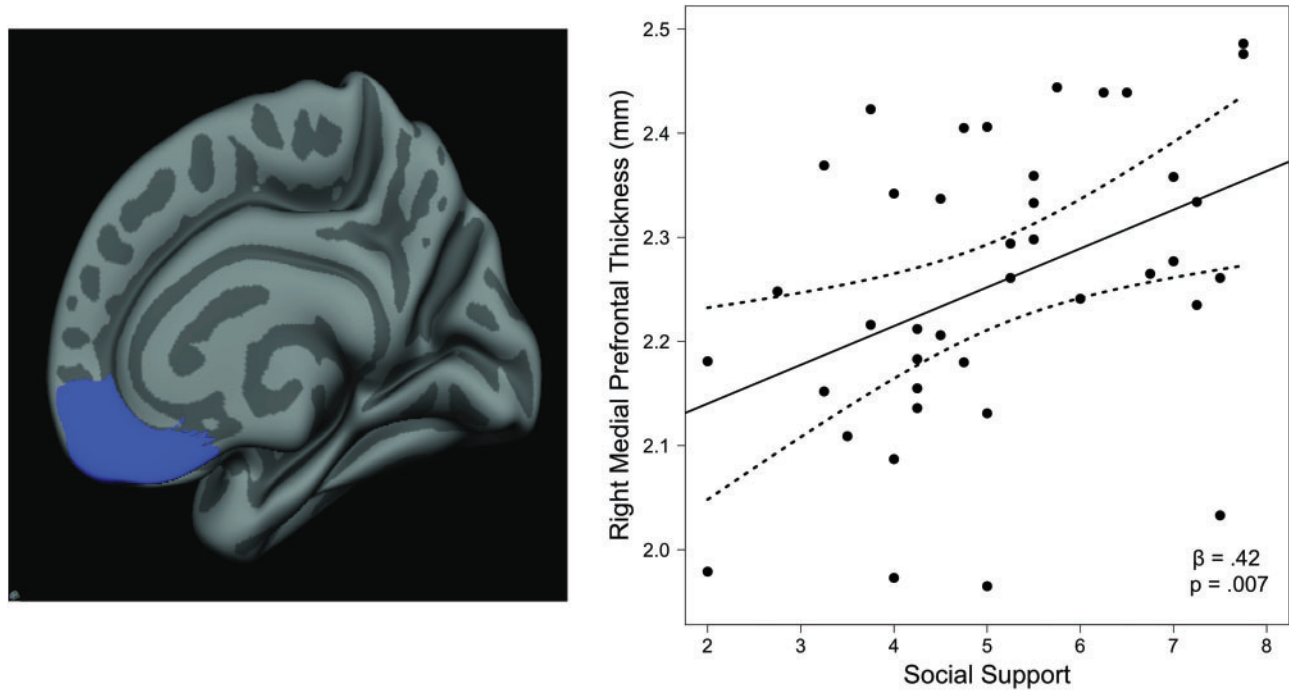 Right Medial Prefrontal Thickness (mm)
2.5
2.4
2.3
2.2
2.1
2.0
β = .42
p = .007
2 3 4 5 6 7 8
Social Support